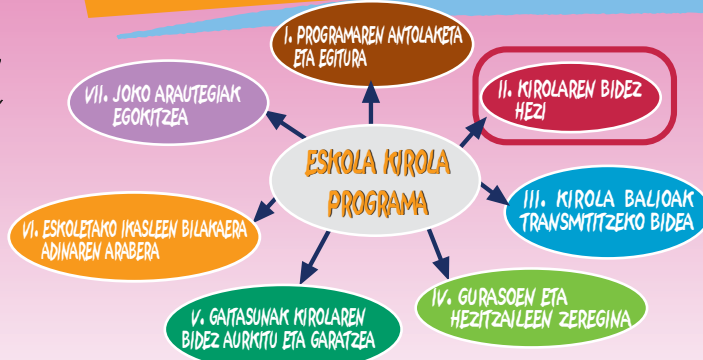 I. PROGRAMAREN ANTOLAKETA
ETA EGITURA
II. KIROLAREN BIDEZ
HEZI
III. KIROLA BALIOAK
TRANSMITITZEKO BIDEA
IV. GURASOEN ETA
HEZITZAILEEN ZEREGINA
V. GAITASUNAK KIROLAREN
BIDEZ AURKITU ETA GARATZEA
VI. ESKOLETAKO IKASLEEN BILAKAERA
ADINAREN ARABERA
VII. JOKO ARAUTEGIAK
EGOKITZEA
ESKOLA KIROLA
PROGRAMA